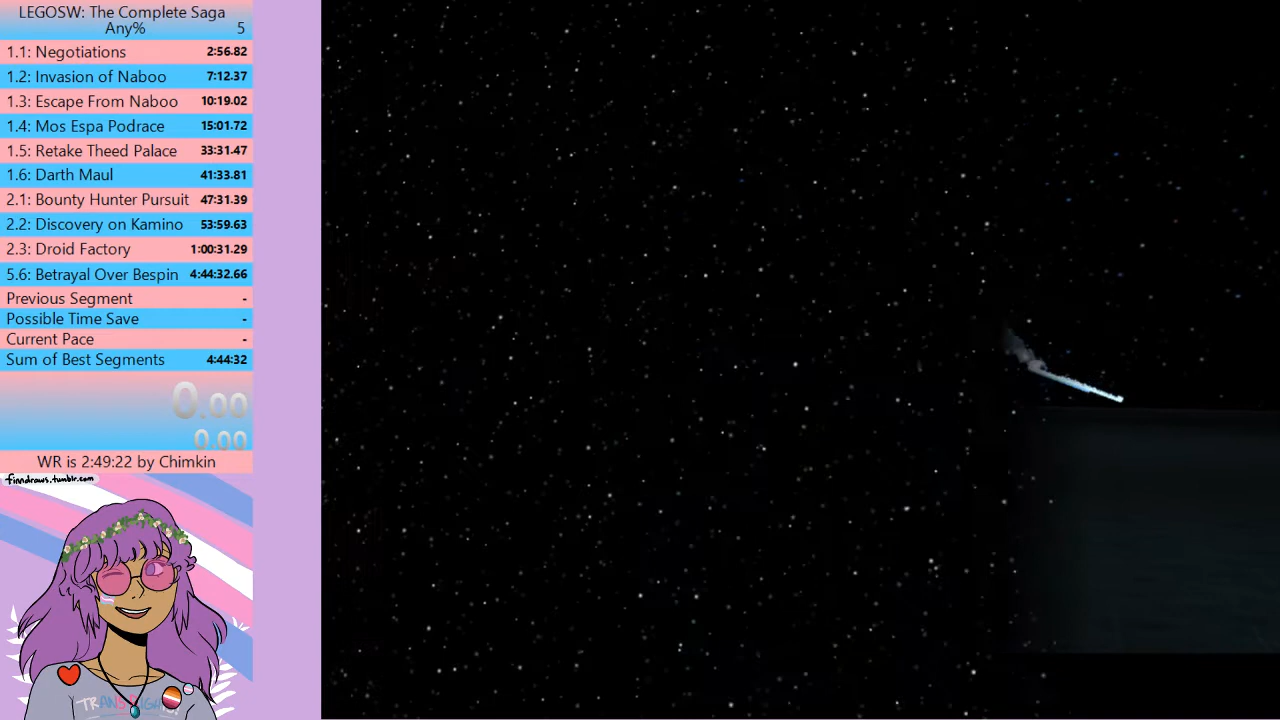 LEGOSW: The Complete Saga
Any% 5
1.1: Negotiations 2:56.82
1.2: Invasion of Naboo 7:12.37
1.3: Escape From Naboo 10:19.02
1.4: Mos Espa Podrace 15:01.72
1.5: Retake Theed Palace 33:31.47
1.6: Darth Maul 41:33.81
2.1: Bounty Hunter Pursuit 47:31.39
2.2: Discovery on Kamino 53:59.63
2.3: Droid Factory 1:00:31.29
5.6: Betrayal Over Bespin 4:44:32.66
Previous Segment -
Possible Time Save -
Current Pace -
Sum of Best Segments 4:44:32
0.00
0.00
WR is 2:49:22 by Chimkin
finndraws.tumblr.com